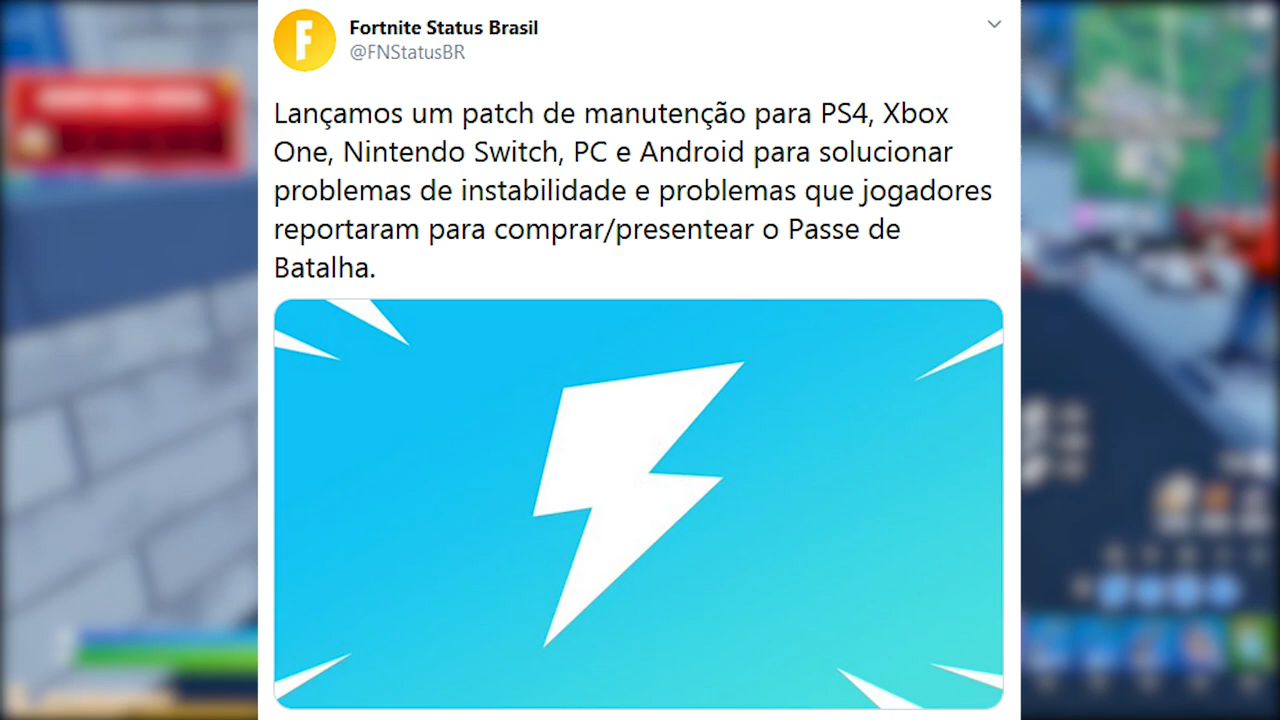 Fortnite Status Brasil
@FNStatusBR
Lançamos um patch de manutenção para PS4, Xbox
One, Nintendo Switch, PC e Android para solucionar
problemas de instabilidade e problemas que jogadores
reportaram para comprar/presentear o Passe de
Batalha.